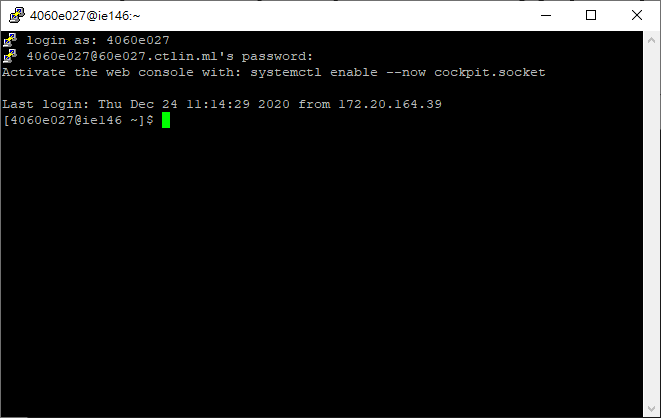 4060e027@ie146:~
login as: 4060e027
4060e027@60e027.ctlin.ml's password:
Activate the web console with: systemctl enable --now cockpit.socket
Last login: Thu Dec 24 11:14:29 2020 from 172.20.164.39
[4060e027@ie146 ~]$